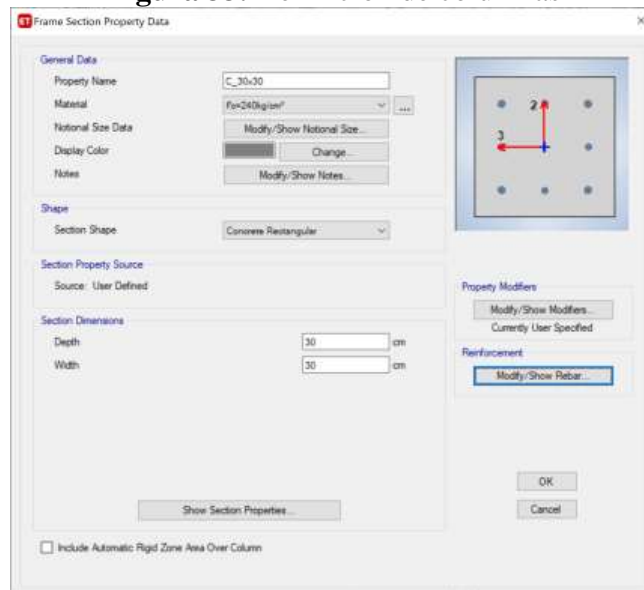 Frame Section Property Data
General Data
Property Name C_30x30
Material ...
Notional Size Data Modify/Show Notional Size...
Display Color Change...
Notes Modify/Show Notes...
2
3
Shape
Section Shape Concrete Rectangular
Section Property Source
Source: User Defined
Property Modifiers
Modify/Show Modifiers...
Currently User Specified
Section Dimensions
Depth 30 cm
Width 30 cm
Reinforcement
Modify/Show Rebar...
OK
Show Section Properties... Cancel
Include Automatic Rigid Zone Area Over Column